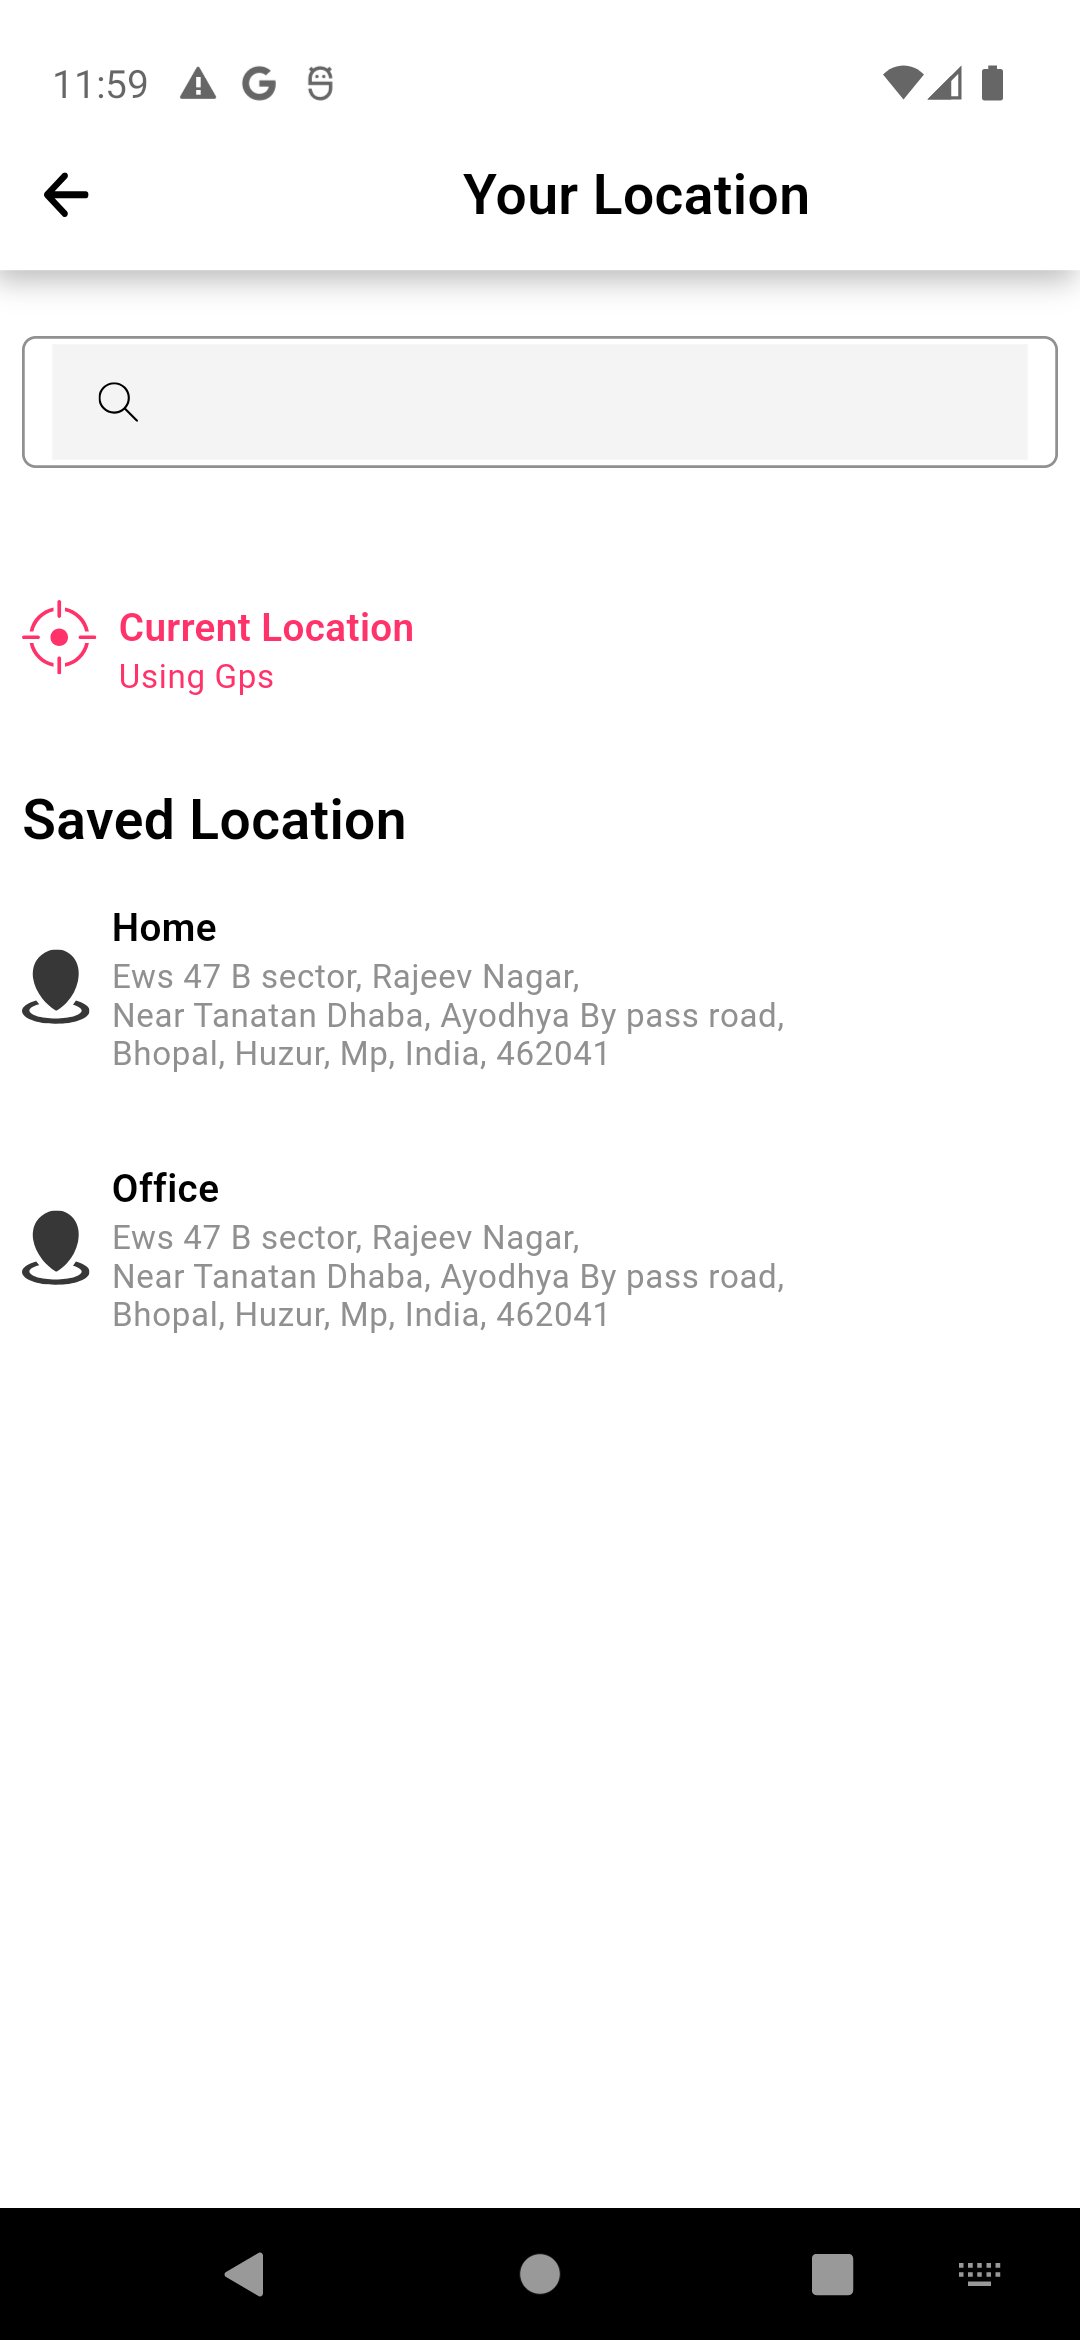 11:59
Your Location
Current Location
Using Gps
Saved Location
Home
Ews 47 B sector, Rajeev Nagar,
Near Tanatan Dhaba, Ayodhya By pass road,
Bhopal, Huzur, Mp, India, 462041
Office
Ews 47 B sector, Rajeev Nagar,
Near Tanatan Dhaba, Ayodhya By pass road,
Bhopal, Huzur, Mp, India, 462041